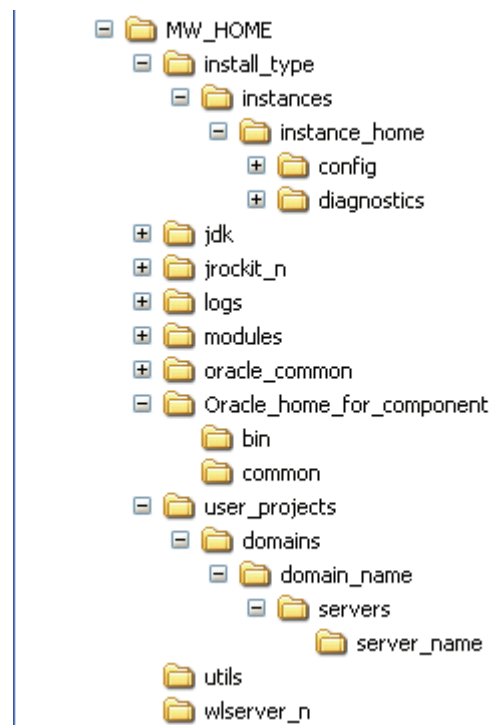 MW_HOME
install_type
instances
instance_home
config
diagnostics
jdk
jrockit_n
logs
modules
oracle_common
Oracle_home_for_component
bin
common
user_projects
domains
domain_name
servers
server_name
utils
wlserver_n